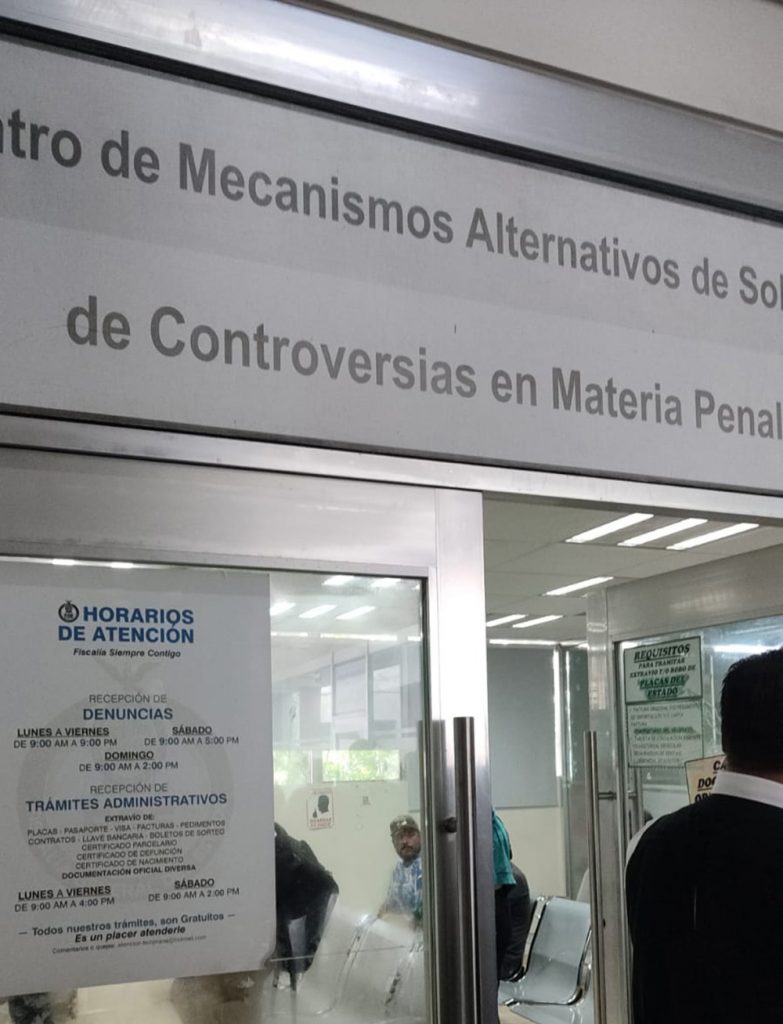 ntro de Mecanismos Alternativos de Sol
de Controversias en Materia Penal
HORARIOS
DE ATENCIÓN
Fiscalía Siempre Contigo
RECEPCIÓN DE
DENUNCIAS
LUNES A VIERNES
DE 9:00 AM A 9:00 PM
SÁBADO
DE 9:00 AM A 5:00 PM
DOMINGO
DE 9:00 AM A 2:00 PM
RECEPCIÓN DE
TRÁMITES ADMINISTRATIVOS
EXTRAVÍO DE:
PLACAS - PASAPORTE - VISA - FACTURAS - PEDIMENTOS
CONTRATOS - LLAVE BANCARIA - BOLETOS DE SORTEO
CERTIFICADO PARCELARIO
CERTIFICADO DE DEFUNCIÓN
CERTIFICADO DE NACIMIENTO
DOCUMENTACIÓN OFICIAL DIVERSA
LUNES A VIERNES
DE 9:00 AM A 4:00 PM
SÁBADO
DE 9:00 AM A 2:00 PM
— Todos nuestros trámites, son Gratuitos —
Es un placer atenderle
Comentarios o quejas:
REQUISITOS
PARA TRAMITAR
EXTRAVIO Y/O ROBO DE
PLACAS DEL
ESTADO